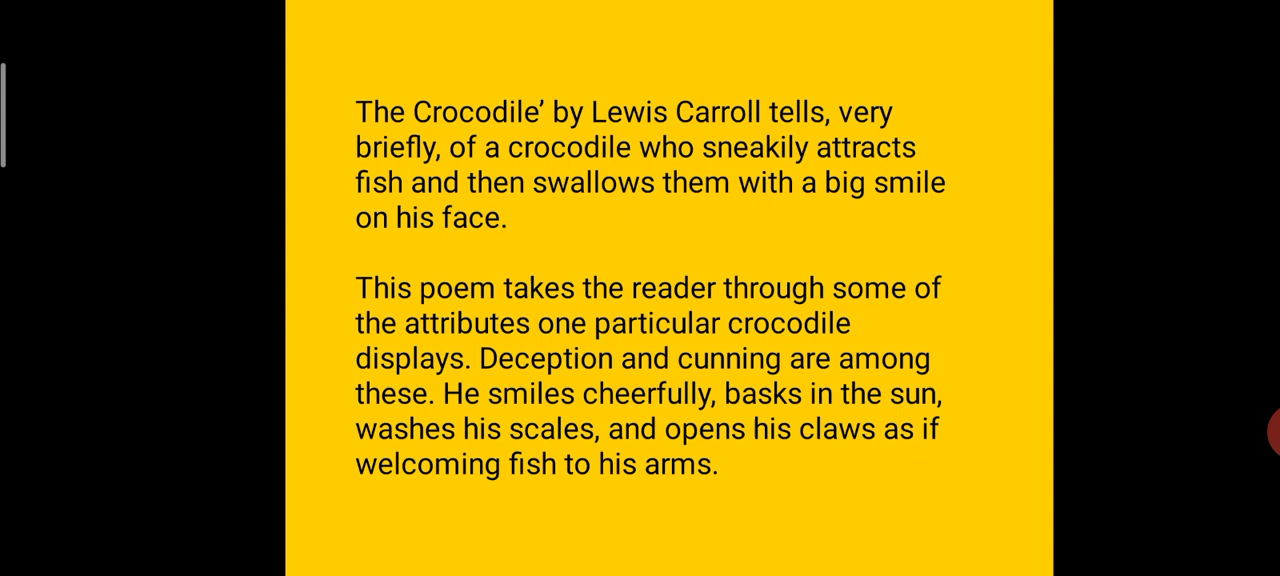 The Crocodile’ by Lewis Carroll tells, very
briefly, of a crocodile who sneakily attracts
fish and then swallows them with a big smile
on his face.
This poem takes the reader through some of
the attributes one particular crocodile
displays. Deception and cunning are among
these. He smiles cheerfully, basks in the sun,
washes his scales, and opens his claws as if
welcoming fish to his arms.